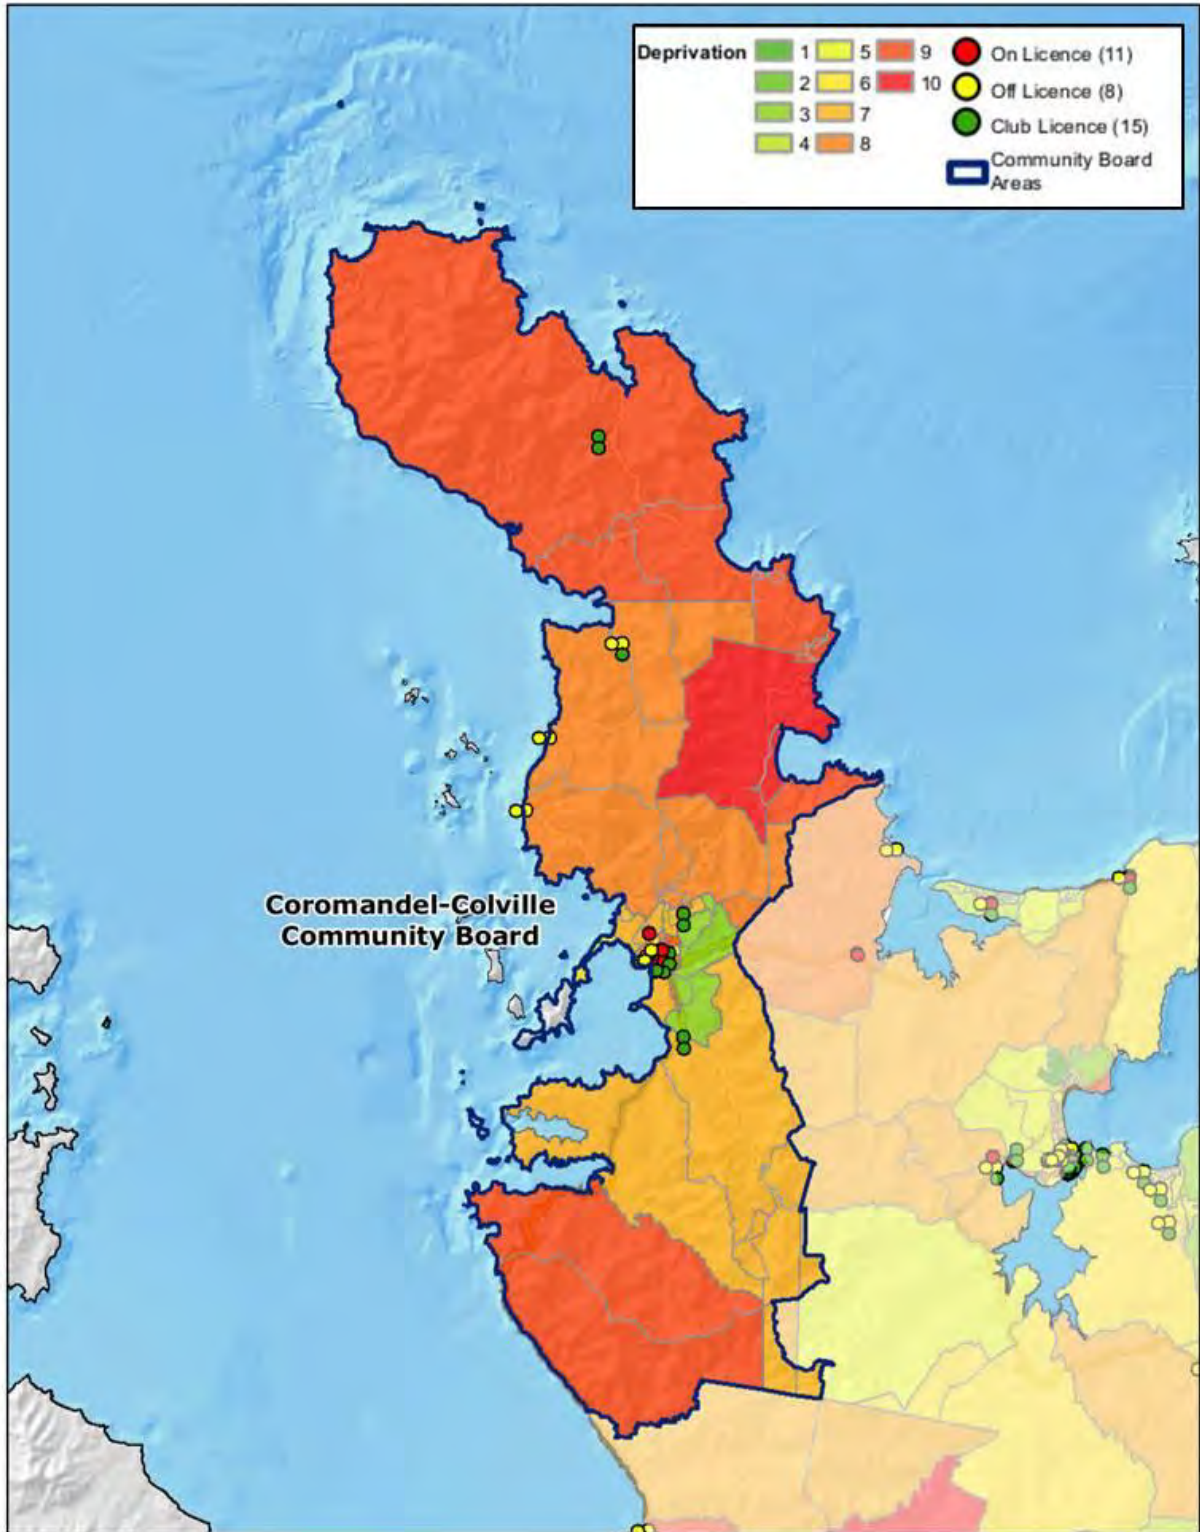 Deprivation
1 5 9 On Licence (11)
2 6 10 Off Licence (8)
3 7 Club Licence (15)
4 8 Community Board
Areas
Coromandel-Colville
Community Board